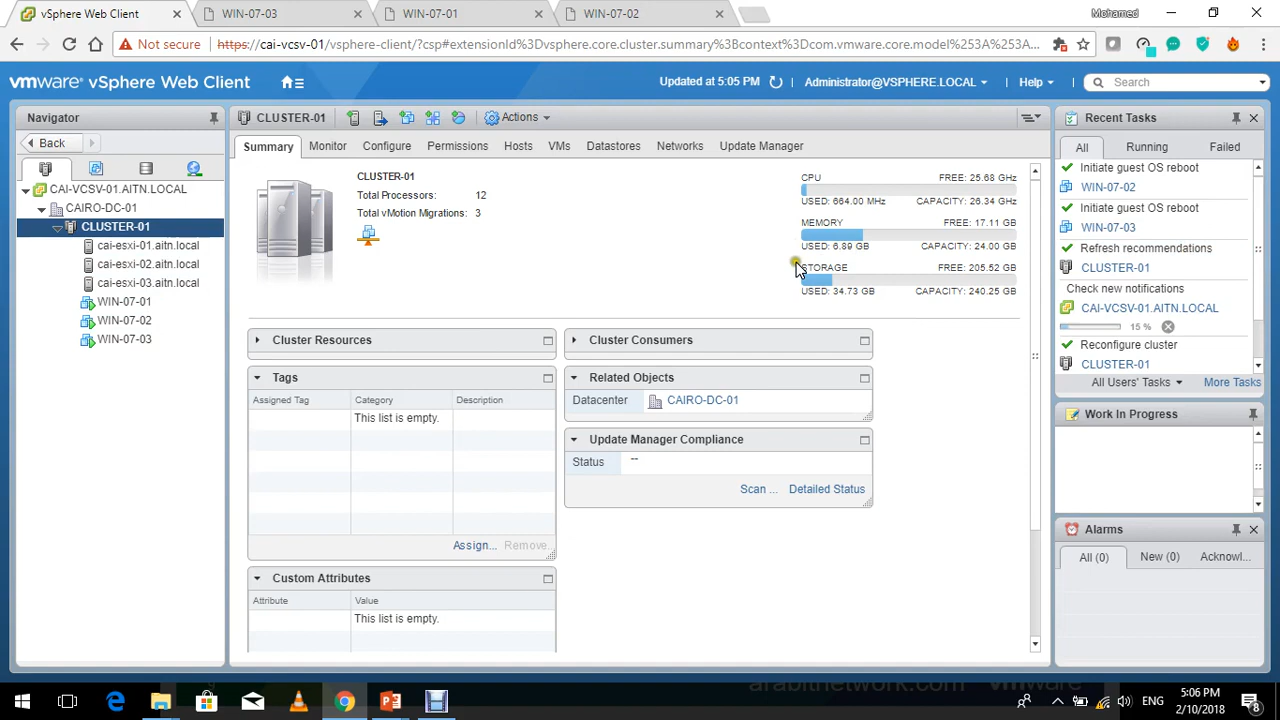 vSphere Web Client
WIN-07-03
WIN-07-01
WIN-07-02
Mohamed
Not secure
https://cai-vcsv-01/vsphere-client/?csp#extensionId%3Dvsphere.core.cluster.summary%3Bcontext%3Dcom.vmware.core.model%253A%253A...
vmware vSphere Web Client
Updated at 5:05 PM
Administrator@VSPHERE.LOCAL
Help
Search
Navigator
Back
CAI-VCSV-01.AITN.LOCAL
CAIRO-DC-01
CLUSTER-01
cai-esxi-01.aitn.local
cai-esxi-02.aitn.local
cai-esxi-03.aitn.local
WIN-07-01
WIN-07-02
WIN-07-03
CLUSTER-01
Actions
Summary
Monitor
Configure
Permissions
Hosts
VMs
Datastores
Networks
Update Manager
CLUSTER-01
Total Processors: 12
Total vMotion Migrations: 3
CPU FREE: 25.68 GHz
USED: 664.00 MHz CAPACITY: 26.34 GHz
MEMORY FREE: 17.11 GB
USED: 6.89 GB CAPACITY: 24.00 GB
STORAGE FREE: 205.52 GB
USED: 34.73 GB CAPACITY: 240.25 GB
Cluster Resources
Tags
Assigned Tag Category Description
This list is empty.
Assign... Remove...
Custom Attributes
Attribute Value
This list is empty.
Cluster Consumers
Related Objects
Datacenter CAIRO-DC-01
Update Manager Compliance
Status --
Scan ... Detailed Status
Recent Tasks
All Running Failed
Initiate guest OS reboot
WIN-07-02
Initiate guest OS reboot
WIN-07-03
Refresh recommendations
CLUSTER-01
Check new notifications
CAI-VCSV-01.AITN.LOCAL
15 %
Reconfigure cluster
CLUSTER-01
All Users' Tasks More Tasks
Work In Progress
Alarms
All (0) New (0) Acknowl...
arabitnetwork.com
vmware
ENG
5:06 PM
2/10/2018
8